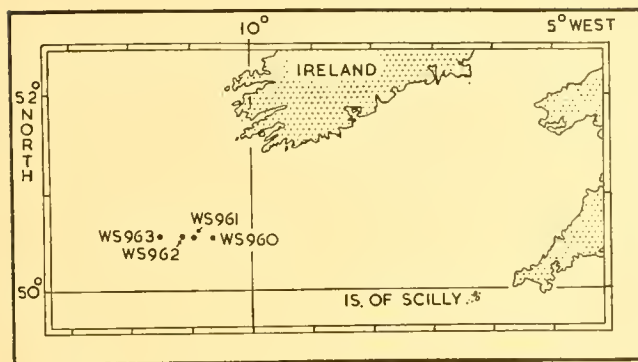 10° 5° WEST
IRELAND
52°
NORTH
WS961
WS963 WS960
WS962
50°
IS. OF SCILLY